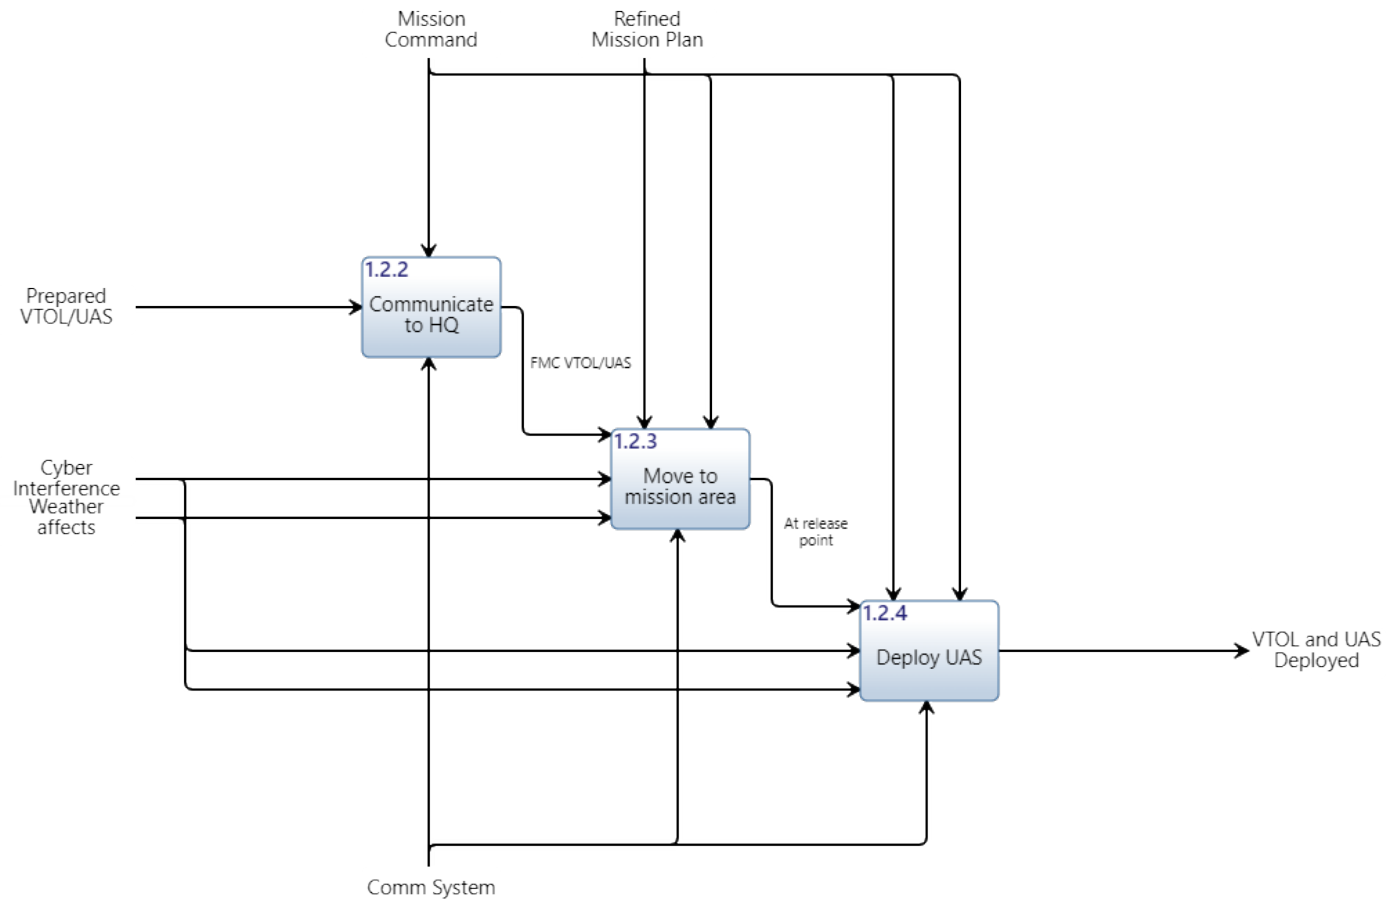 Mission
Command
Refined
Mission Plan
1.2.2
Communicate
to HQ
Prepared
VTOL/UAS
FMC VTOL/UAS
1.2.3
Move to
mission area
Cyber
Interference
Weather
affects
At release
point
1.2.4
Deploy UAS
VTOL and UAS
Deployed
Comm System